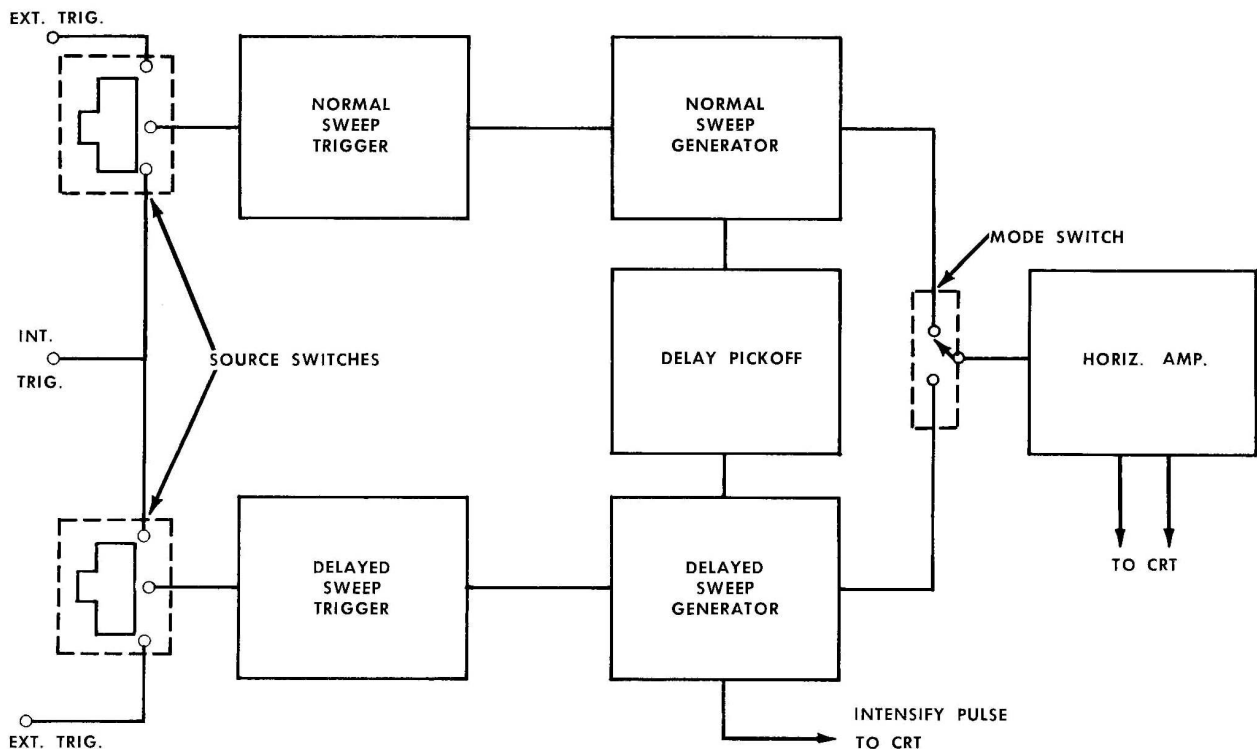 EXT. TRIG.
NORMAL
SWEEP
TRIGGER
NORMAL
SWEEP
GENERATOR
MODE SWITCH
INT.
TRIG.
SOURCE SWITCHES
DELAY PICKOFF
HORIZ. AMP.
DELAYED
SWEEP
TRIGGER
DELAYED
SWEEP
GENERATOR
TO CRT
EXT. TRIG.
INTENSIFY PULSE
TO CRT